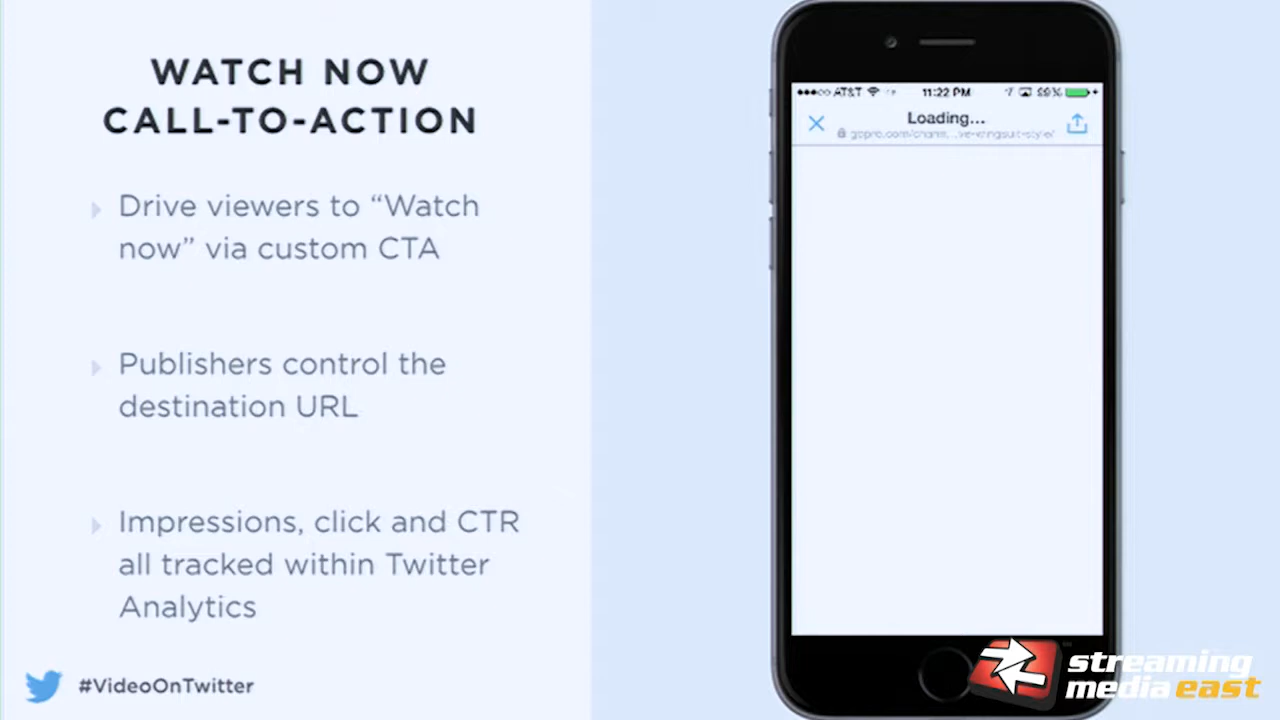 WATCH NOW
CALL-TO-ACTION
Drive viewers to “Watch
now” via custom CTA
Publishers control the
destination URL
Impressions, click and CTR
all tracked within Twitter
Analytics
#VideoOnTwitter
AT&T 11:22 PM 99%
Loading...
streaming
media east